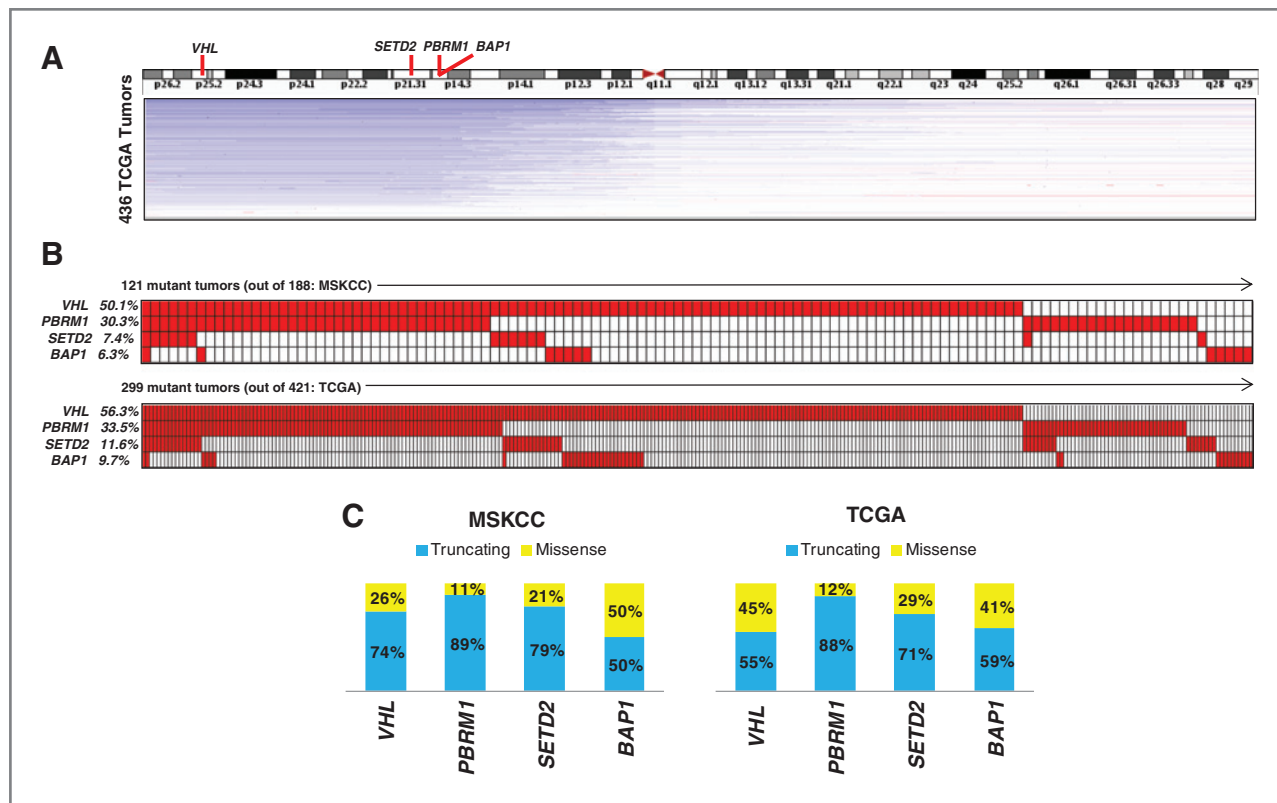 A
VHL SETD2 PBRM1 BAP1
p26.2 p25.2 p24.3 p24.1 p22.2 p21.31 p14.3 p14.1 p12.3 p12.1 q11.1 q12.1 q13.12 q13.31 q21.1 q22.1 q23 q24 q25.2 q26.1 q26.31 q26.33 q28 q29
436 TCGA Tumors
B
121 mutant tumors (out of 188: MSKCC)
VHL 50.1%
PBRM1 30.3%
SETD2 7.4%
BAP1 6.3%
299 mutant tumors (out of 421: TCGA)
VHL 56.3%
PBRM1 33.5%
SETD2 11.6%
BAP1 9.7%
C
MSKCC
Truncating Missense
26% 11% 21% 50%
74% 89% 79% 50%
VHL PBRM1 SETD2 BAP1
TCGA
Truncating Missense
45% 12% 29% 41%
55% 88% 71% 59%
VHL PBRM1 SETD2 BAP1